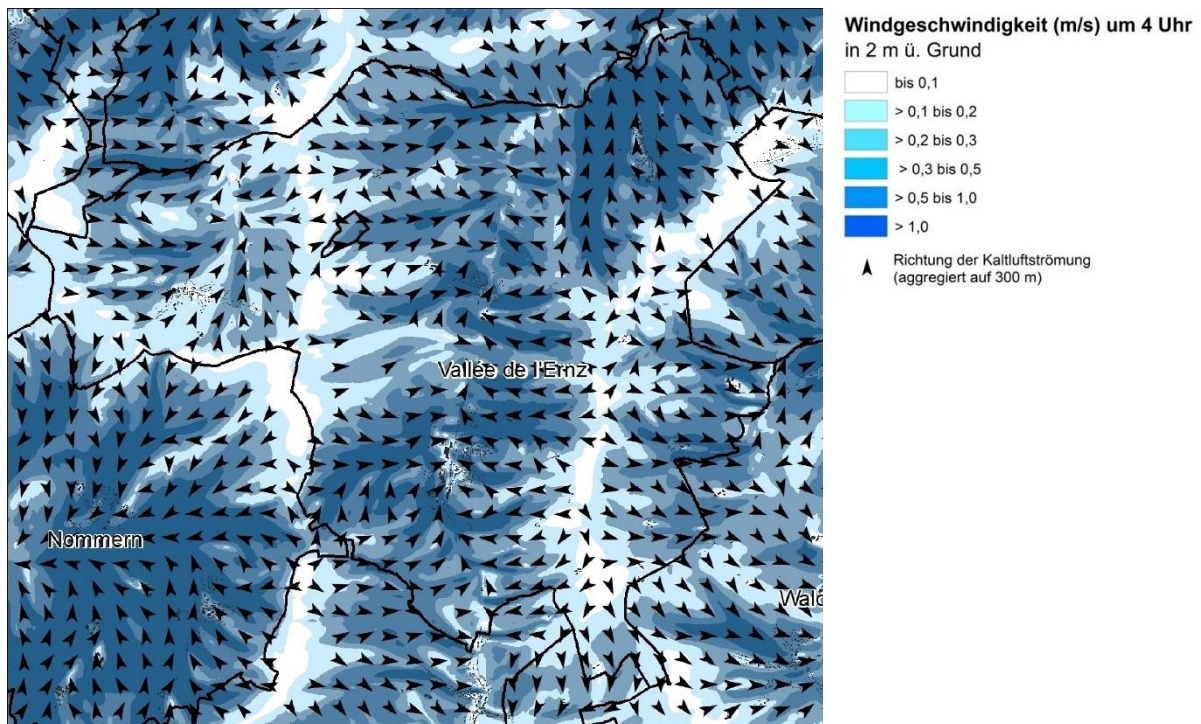 Windgeschwindigkeit (m/s) um 4 Uhr
in 2 m ü. Grund
bis 0,1
> 0,1 bis 0,2
> 0,2 bis 0,3
> 0,3 bis 0,5
> 0,5 bis 1,0
> 1,0
Richtung der Kaltluftströmung
(aggregiert auf 300 m)
Vallée de l'Ernz
Nommern
Wald